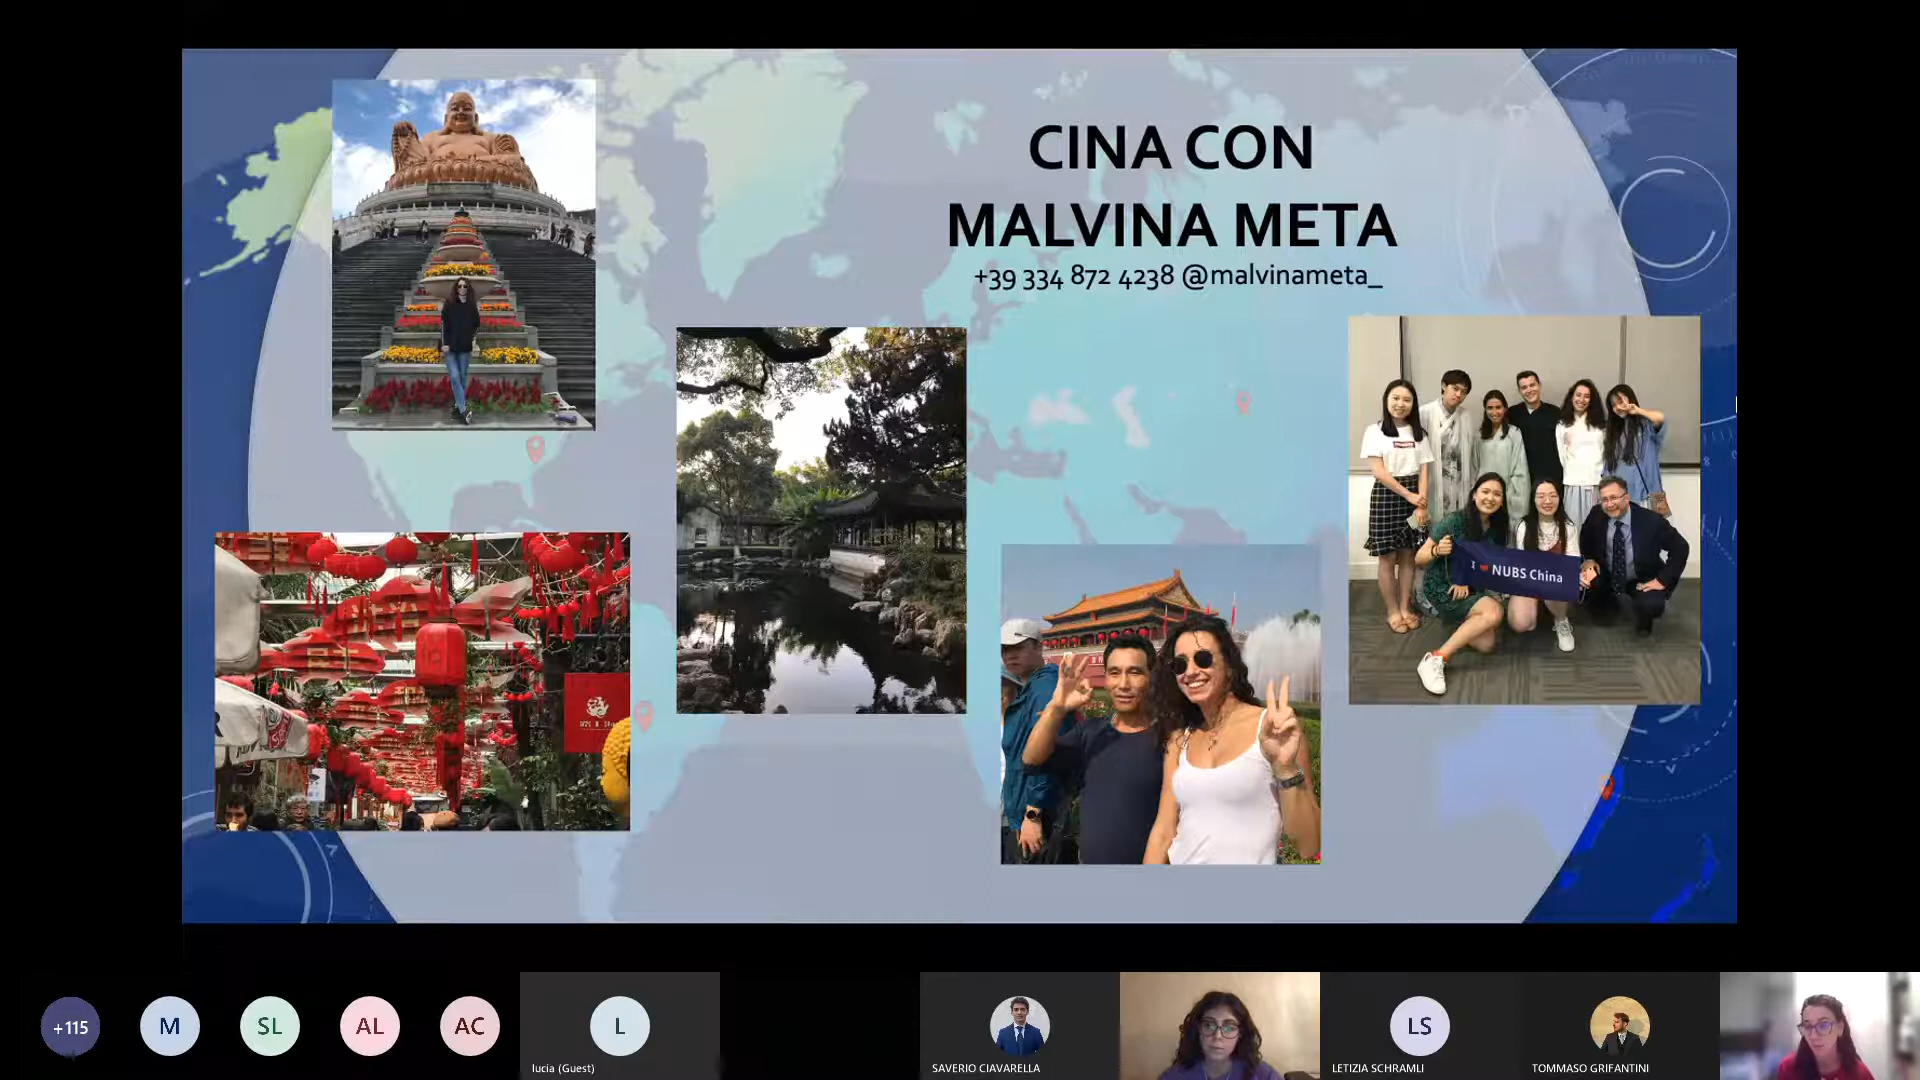 CINA CON
MALVINA META
+39 334 872 4238 @malvinameta_
NUBS China
+115
M
SL
AL
AC
L
lucia (Guest)
SAVERIO CIAVARELLA
LS
LETIZIA SCHRAMLI
TOMMASO GRIFANTINI